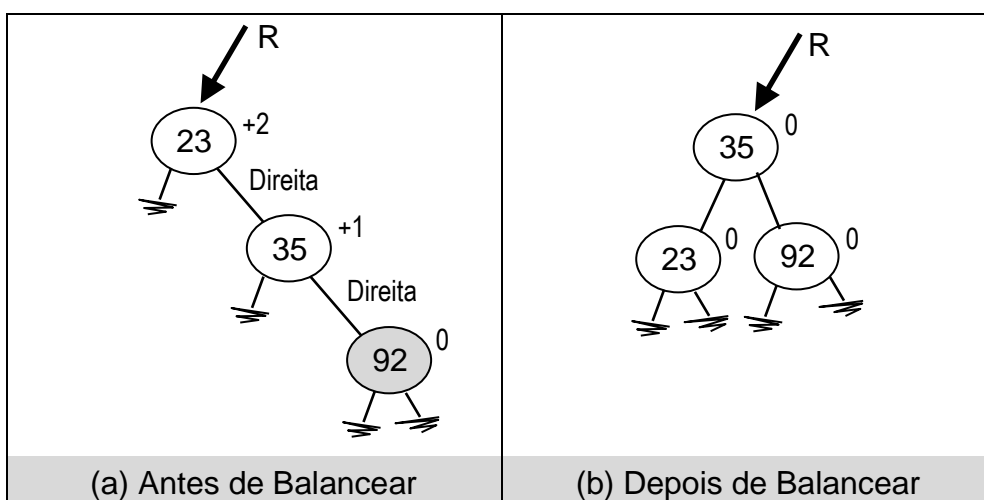 R
23 +2
Direita
35 +1
Direita
92 0
(a) Antes de Balancear
R
35 0
23 0 92 0
(b) Depois de Balancear